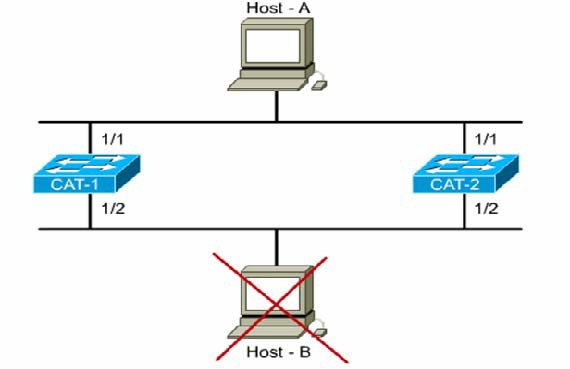 Host - A
1/1
1/1
CAT-1
CAT-2
1/2
1/2
Host - B